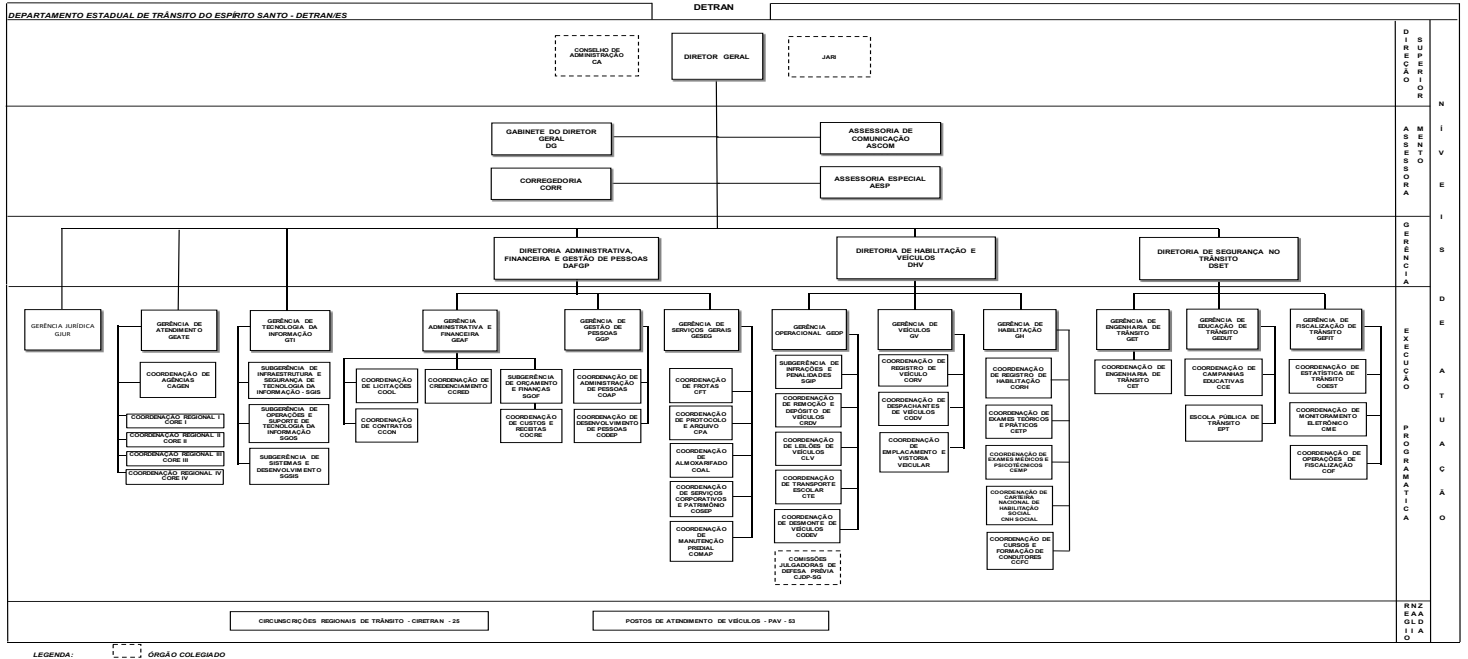 DETRAN
DEPARTAMENTO ESTADUAL DE TRÂNSITO DO ESPÍRITO SANTO - DETRAN/ES
CONSELHO DE
ADMINISTRAÇÃO
CA
DIRETOR GERAL
JARI
DIREÇÃO
SUPERIOR
GABINETE DO DIRETOR
GERAL
DG
ASSESSORIA DE
COMUNICAÇÃO
ASCOM
CORREGEDORIA
CORR
ASSESSORIA ESPECIAL
AESP
ASSESSORA
MENTO
DIRETORIA ADMINISTRATIVA,
FINANCEIRA E GESTÃO DE PESSOAS
DAFGP
DIRETORIA DE HABILITAÇÃO E
VEÍCULOS
DHV
DIRETORIA DE SEGURANÇA NO
TRÂNSITO
DSET
GERÊNCIA
GERÊNCIA JURÍDICA
GJUR
GERÊNCIA DE
ATENDIMENTO
GEATE
COORDENAÇÃO DE
AGÊNCIAS
CAGEN
COORDENAÇÃO REGIONAL I
CORE I
COORDENAÇÃO REGIONAL II
CORE II
COORDENAÇÃO REGIONAL III
CORE III
COORDENAÇÃO REGIONAL IV
CORE IV
GERÊNCIA DE
TECNOLOGIA DA
INFORMAÇÃO
GTI
SUBGERÊNCIA DE
INFRAESTRUTURA E
SEGURANÇA DE
TECNOLOGIA DA
INFORMAÇÃO - SGIS
SUBGERÊNCIA DE
OPERAÇÕES E
SUPORTE DE
TECNOLOGIA DA
INFORMAÇÃO
SGOS
SUBGERÊNCIA DE
SISTEMAS E
DESENVOLVIMENTO
SGSIS
GERÊNCIA
ADMINISTRATIVA E
FINANCEIRA
GEAF
COORDENAÇÃO
DE LICITAÇÕES
COOL
COORDENAÇÃO
DE CONTRATOS
CCON
COORDENAÇÃO DE
CREDENCIAMENTO
CCRED
SUBGERÊNCIA DE
ORÇAMENTO
E FINANÇAS
SGOF
COORDENAÇÃO
DE CUSTOS E
RECEITAS
COCRE
GERÊNCIA DE
GESTÃO DE
PESSOAS
GGP
COORDENAÇÃO DE
ADMINISTRAÇÃO
DE PESSOAS
COAP
COORDENAÇÃO DE
DESENVOLVIMENTO
DE PESSOAS
CODEP
GERÊNCIA DE
SERVIÇOS GERAIS
GESEG
COORDENAÇÃO
DE FROTAS
CFT
COORDENAÇÃO
DE PROTOCOLO
E ARQUIVO
CPA
COORDENAÇÃO
DE
ALMOXARIFADO
COAL
COORDENAÇÃO
DE SERVIÇOS
CORPORATIVOS
E PATRIMÔNIO
COSEP
COORDENAÇÃO
DE
MANUTENÇÃO
PREDIAL
COMAP
GERÊNCIA
OPERACIONAL GEOP
SUBGERÊNCIA DE
INFRAÇÕES E
PENALIDADES
SGIP
COORDENAÇÃO
DE REMOÇÃO E
DEPÓSITO DE
VEÍCULOS
CRDV
COORDENAÇÃO
DE LEILÕES DE
VEÍCULOS
CLV
COORDENAÇÃO
DE TRANSPORTE
ESCOLAR
CTE
COORDENAÇÃO
DE DESMONTE DE
VEÍCULOS
CODEV
COMISSÕES
JULGADORAS DE
DEFESA PRÉVIA
CJDP-SG
GERÊNCIA DE
VEÍCULOS
GV
COORDENAÇÃO DE
REGISTRO DE
VEÍCULO
CORV
COORDENAÇÃO DE
DESPACHANTES
DE VEÍCULOS
CODV
COORDENAÇÃO
DE
EMPLACAMENTO E
VISTORIA
VEICULAR
GERÊNCIA DE
HABILITAÇÃO
GH
COORDENAÇÃO
DE REGISTRO DE
HABILITAÇÃO
CORH
COORDENAÇÃO DE
EXAMES TEÓRICOS
E PRÁTICOS
CETP
COORDENAÇÃO DE
EXAMES MÉDICOS E
PSICOTÉCNICOS
CEMP
COORDENAÇÃO DE
CARTEIRA
NACIONAL DE
HABILITAÇÃO
SOCIAL
CNH SOCIAL
COORDENAÇÃO DE
CURSOS E
FORMAÇÃO DE
CONDUTORES
CCFC
GERÊNCIA DE
ENGENHARIA DE
TRÂNSITO
GET
COORDENAÇÃO DE
ENGENHARIA DE
TRÂNSITO
CET
GERÊNCIA DE
EDUCAÇÃO DE
TRÂNSITO
GEDUT
COORDENAÇÃO DE
CAMPANHAS
EDUCATIVAS
CCE
ESCOLA PÚBLICA DE
TRÂNSITO
EPT
GERÊNCIA DE
FISCALIZAÇÃO DE
TRÂNSITO
GEFIT
COORDENAÇÃO DE
ESTATÍSTICA DE
TRÂNSITO
COEST
COORDENAÇÃO DE
MONITORAMENTO
ELETRÔNICO
CME
COORDENAÇÃO DE
OPERAÇÕES DE
FISCALIZAÇÃO
COF
EXECUÇÃO PROGRAMATICA
CIRCUNSCRIÇÕES REGIONAIS DE TRÂNSITO - CIRETRAN - 25
POSTOS DE ATENDIMENTO DE VEÍCULOS - PAV - 53
REGIO
NALI
ZADA
NíVEIS DE ATUAÇÃO
LEGENDA:
ÓRGÃO COLEGIADO